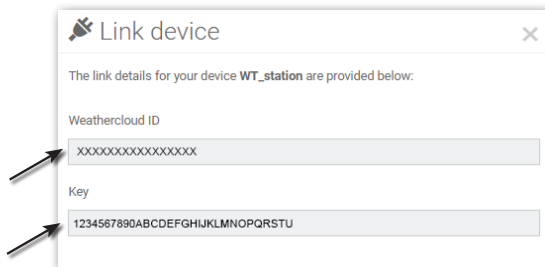 Link device
The link details for your device WT_station are provided below:
Weathercloud ID
XXXXXXXXXXXXXXXX
Key
1234567890ABCDEFGHIJKLMNOPQRSTU